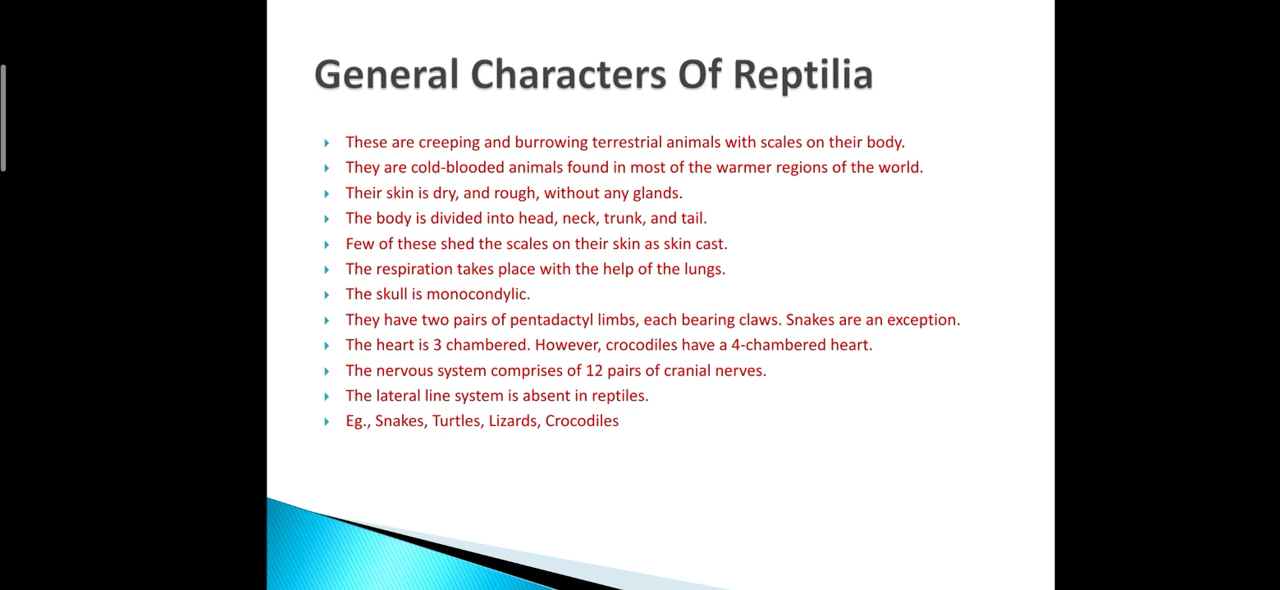 General Characters Of Reptilia
These are creeping and burrowing terrestrial animals with scales on their body.
They are cold-blooded animals found in most of the warmer regions of the world.
Their skin is dry, and rough, without any glands.
The body is divided into head, neck, trunk, and tail.
Few of these shed the scales on their skin as skin cast.
The respiration takes place with the help of the lungs.
The skull is monocondylic.
They have two pairs of pentadactyl limbs, each bearing claws. Snakes are an exception.
The heart is 3 chambered. However, crocodiles have a 4-chambered heart.
The nervous system comprises of 12 pairs of cranial nerves.
The lateral line system is absent in reptiles.
Eg., Snakes, Turtles, Lizards, Crocodiles